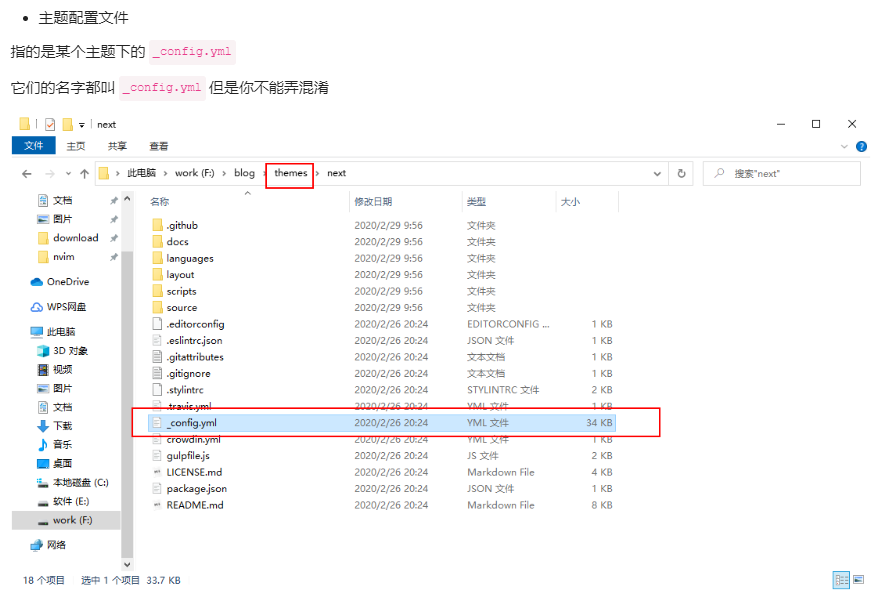 主题配置文件
指的是某个主题下的 _config.yml
它们的名字都叫 _config.yml 但是你不能弄混淆
next
文件 主页 共享 查看
此电脑 work (F:) blog themes next 搜索"next"
文档
图片
download
nvim
OneDrive
WPS网盘
此电脑
3D 对象
视频
图片
文档
下载
音乐
桌面
本地磁盘 (C:)
软件 (E:)
work (F:)
网络
名称 修改日期 类型 大小
.github 2020/2/29 9:56 文件夹
docs 2020/2/29 9:56 文件夹
languages 2020/2/29 9:56 文件夹
layout 2020/2/29 9:56 文件夹
scripts 2020/2/29 9:56 文件夹
source 2020/2/29 9:56 文件夹
.editorconfig 2020/2/26 20:24 EDITORCONFIG ... 1 KB
.eslintrc.json 2020/2/26 20:24 JSON 文件 1 KB
.gitattributes 2020/2/26 20:24 文本文档 1 KB
.gitignore 2020/2/26 20:24 文本文档 1 KB
.stylintrc 2020/2/26 20:24 STYLINTRC 文件 2 KB
.travis.yml 2020/2/26 20:24 YML 文件 1 KB
_config.yml 2020/2/26 20:24 YML 文件 34 KB
crowdin.yml 2020/2/26 20:24 YML 文件 1 KB
gulpfile.js 2020/2/26 20:24 JS 文件 2 KB
LICENSE.md 2020/2/26 20:24 Markdown File 4 KB
package.json 2020/2/26 20:24 JSON 文件 1 KB
README.md 2020/2/26 20:24 Markdown File 8 KB
18 个项目 选中 1 个项目 33.7 KB